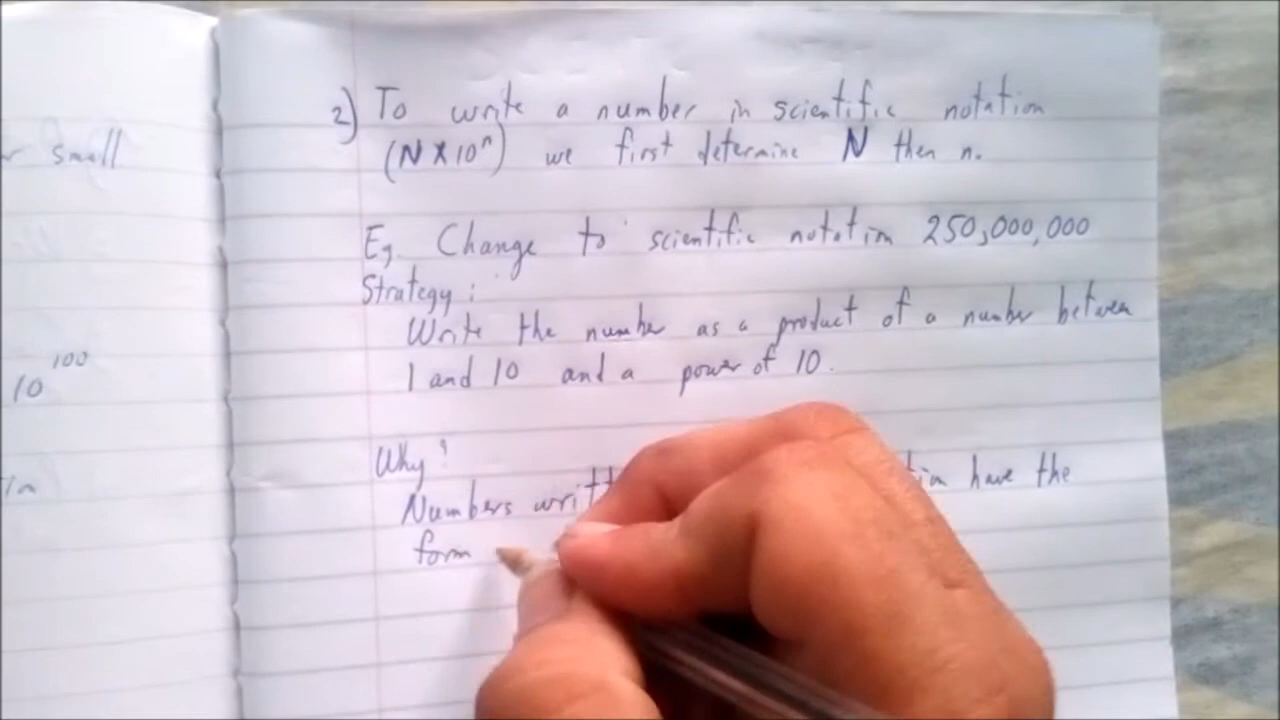 r small
10^100
2) To write a number in scientific notation
(N X 10^n) we first determine N then n.
Eg. Change to scientific notation 250,000,000
Strategy:
Write the number as a product of a number between
1 and 10 and a power of 10.
Why?
Numbers have the
form